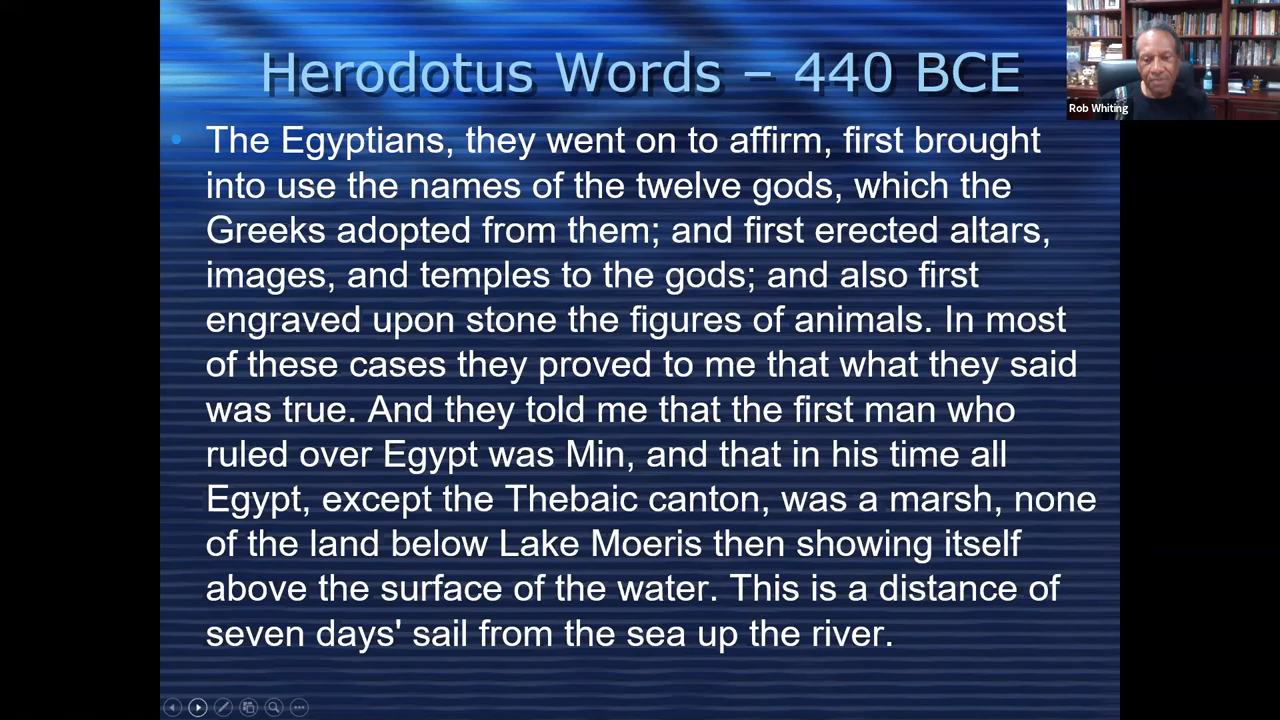 Herodotus Words – 440 BCE
Rob Whiting
• The Egyptians, they went on to affirm, first brought
into use the names of the twelve gods, which the
Greeks adopted from them; and first erected altars,
images, and temples to the gods; and also first
engraved upon stone the figures of animals. In most
of these cases they proved to me that what they said
was true. And they told me that the first man who
ruled over Egypt was Min, and that in his time all
Egypt, except the Thebaic canton, was a marsh, none
of the land below Lake Moeris then showing itself
above the surface of the water. This is a distance of
seven days' sail from the sea up the river.